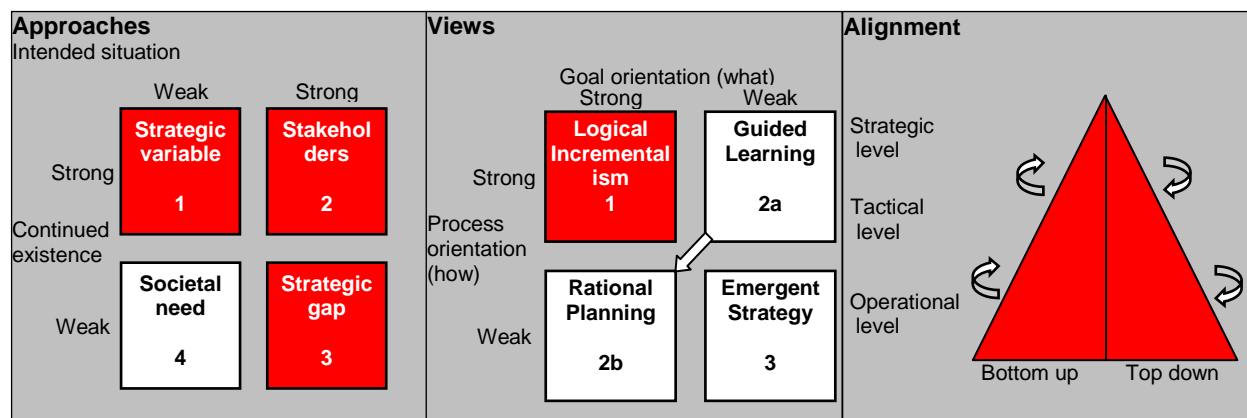 Approaches
Intended situation
Weak
Strong
Strong
Continued
existence
Weak
Strategic
variable
1
Stakehol
ders
2
Societal
need
4
Strategic
gap
3
Views
Goal orientation (what)
Strong
Weak
Strong
Process
orientation
(how)
Weak
Logical
Incremental
ism
1
Guided
Learning
2a
Rational
Planning
2b
Emergent
Strategy
3
Alignment
Strategic
level
Tactical
level
Operational
level
Bottom up
Top down